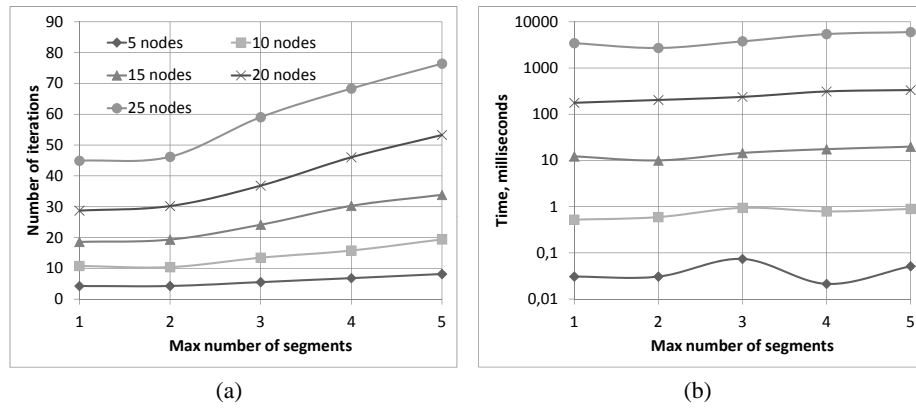 90
80
70
60
50
40
30
20
10
0
Number of iterations
5 nodes
10 nodes
15 nodes
20 nodes
25 nodes
1 2 3 4 5
Max number of segments
(a)
10000
1000
100
10
1
0,1
0,01
Time, milliseconds
1 2 3 4 5
Max number of segments
(b)